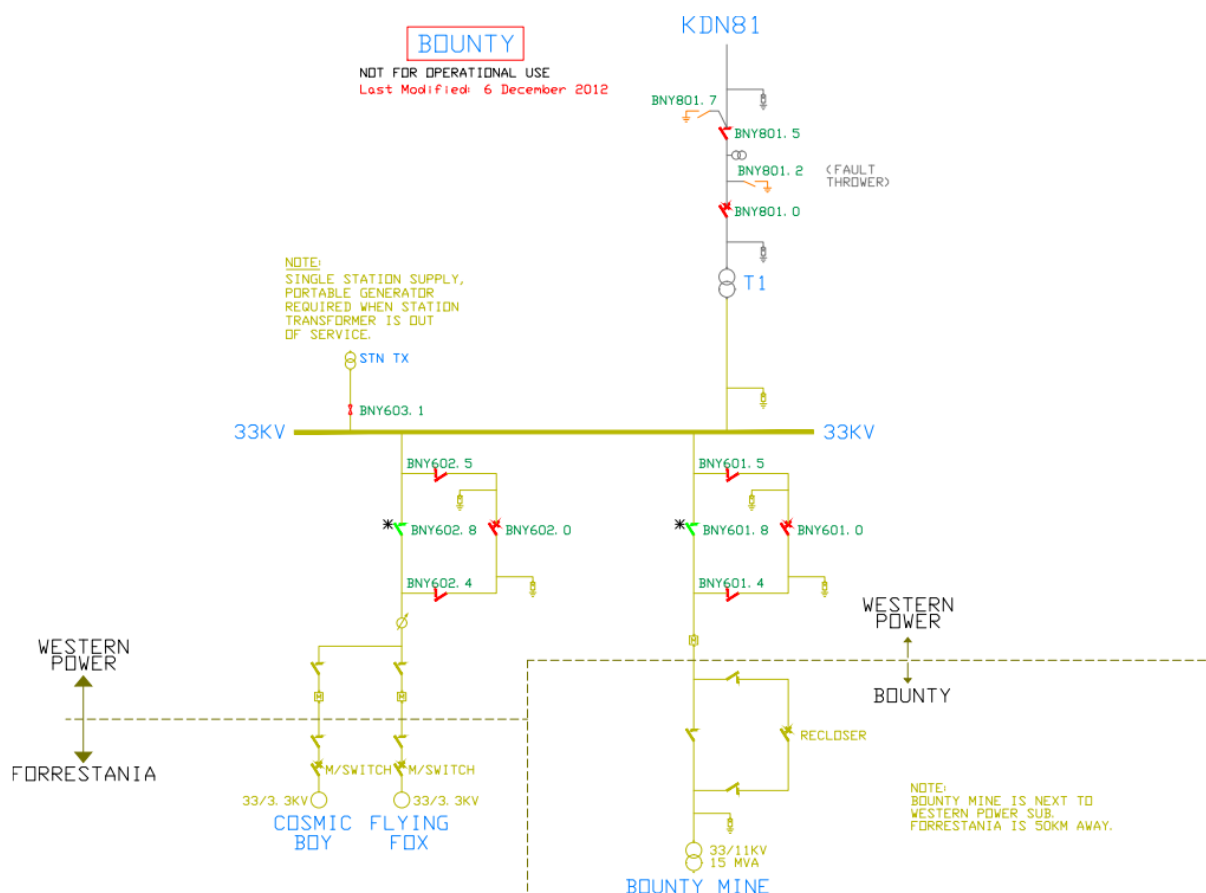 KDN81
BOUNTY
NOT FOR OPERATIONAL USE
Last Modified: 6 December 2012
BNY801.7
BNY801.5
BNY801.2
(FAULT
THROWER)
BNY801.0
T1
NOTE:
SINGLE STATION SUPPLY,
PORTABLE GENERATOR
REQUIRED WHEN STATION
TRANSFORMER IS OUT
OF SERVICE.
STN TX
BNY603.1
33KV
33KV
BNY602.5
BNY601.5
*
BNY602.8
BNY602.0
*
BNY601.8
BNY601.0
BNY602.4
BNY601.4
WESTERN
POWER
WESTERN
POWER
M
M
M
BOUNTY
RECLOSER
FORRESTANIA
M/SWITCH
M/SWITCH
33/3.3KV
33/3.3KV
COSMIC
BOY
FLYING
FOX
NOTE:
BOUNTY MINE IS NEXT TO
WESTERN POWER SUB.
FORRESTANIA IS 50KM AWAY.
33/11KV
15 MVA
BOUNTY MINE